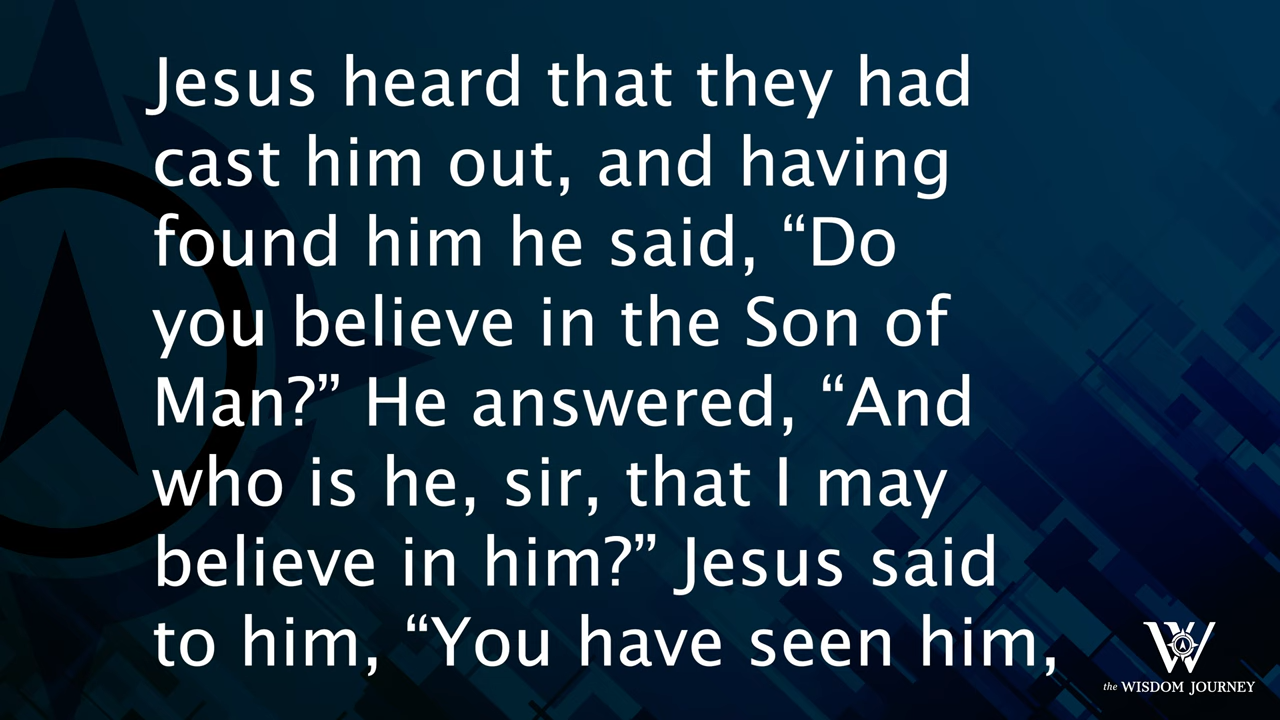 Jesus heard that they had
cast him out, and having
found him he said, “Do
you believe in the Son of
Man?” He answered, “And
who is he, sir, that I may
believe in him?” Jesus said
to him, “You have seen him,
W
the WISDOM JOURNEY